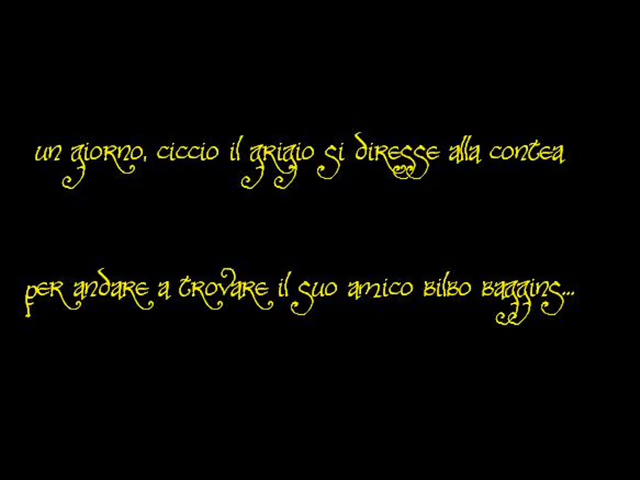 un giorno, ciccio il grigio si diresse alla contea
per andare a trovare il suo amico bilbo baggins...